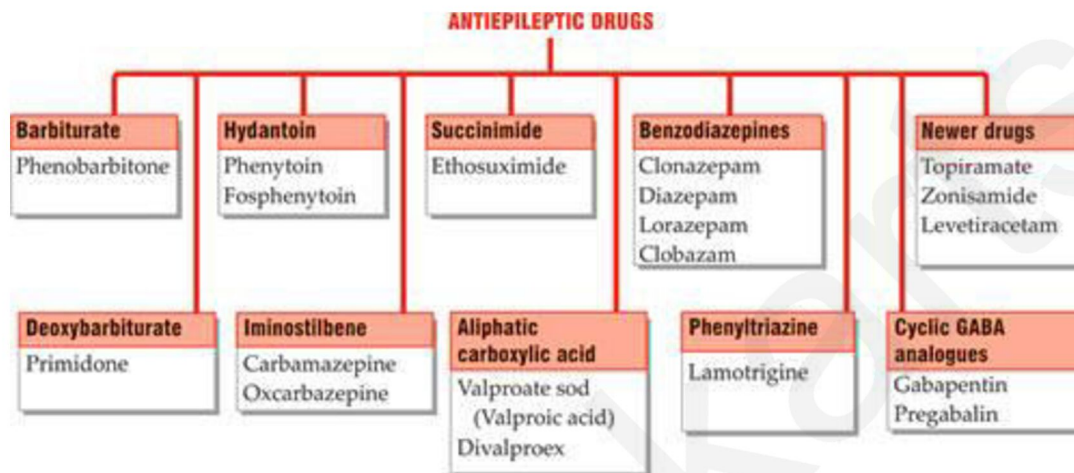 ANTIEPILEPTIC DRUGS
Barbiturate
Phenobarbitone
Hydantoin
Phenytoin
Fosphenytoin
Succinimide
Ethosuximide
Benzodiazepines
Clonazepam
Diazepam
Lorazepam
Clobazam
Newer drugs
Topiramate
Zonisamide
Levetiracetam
Deoxybarbiturate
Primidone
Iminostilbene
Carbamazepine
Oxcarbazepine
Aliphatic
carboxylic acid
Valproate sod
(Valproic acid)
Divalproex
Phenyltriazine
Lamotrigine
Cyclic GABA
analogues
Gabapentin
Pregabalin